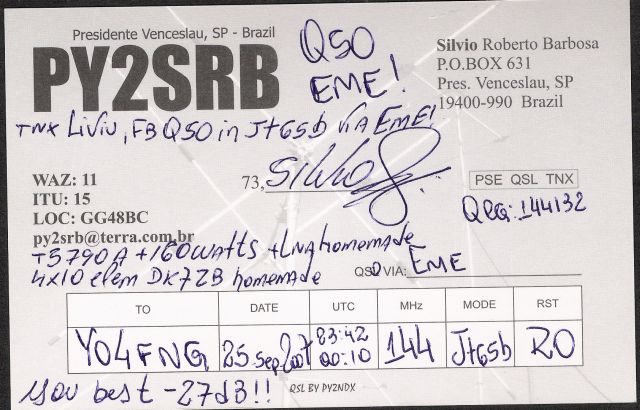 Presidente Venceslau, SP - Brazil
PY2SRB
QSO
EME!
Silvio Roberto Barbosa
P.O.BOX 631
Pres. Venceslau, SP
19400-990 Brazil
TNX Liviu, FB QSO in Jt65b via EME!
WAZ: 11
ITU: 15
LOC: GG48BC
py2srb@terra.com.br
73, Silvio
PSE QSL TNX
QRG: 144132
TS790A +160watts +LNA homemade
4x10 elem DK7ZB homemade
QSO VIA: EME
TO DATE UTC MHz MODE RST
YO4FNG 25.Sep.2007 23:42 00:10 144 Jt65b RO
You best -27dB!!
QSL BY PY2NDX